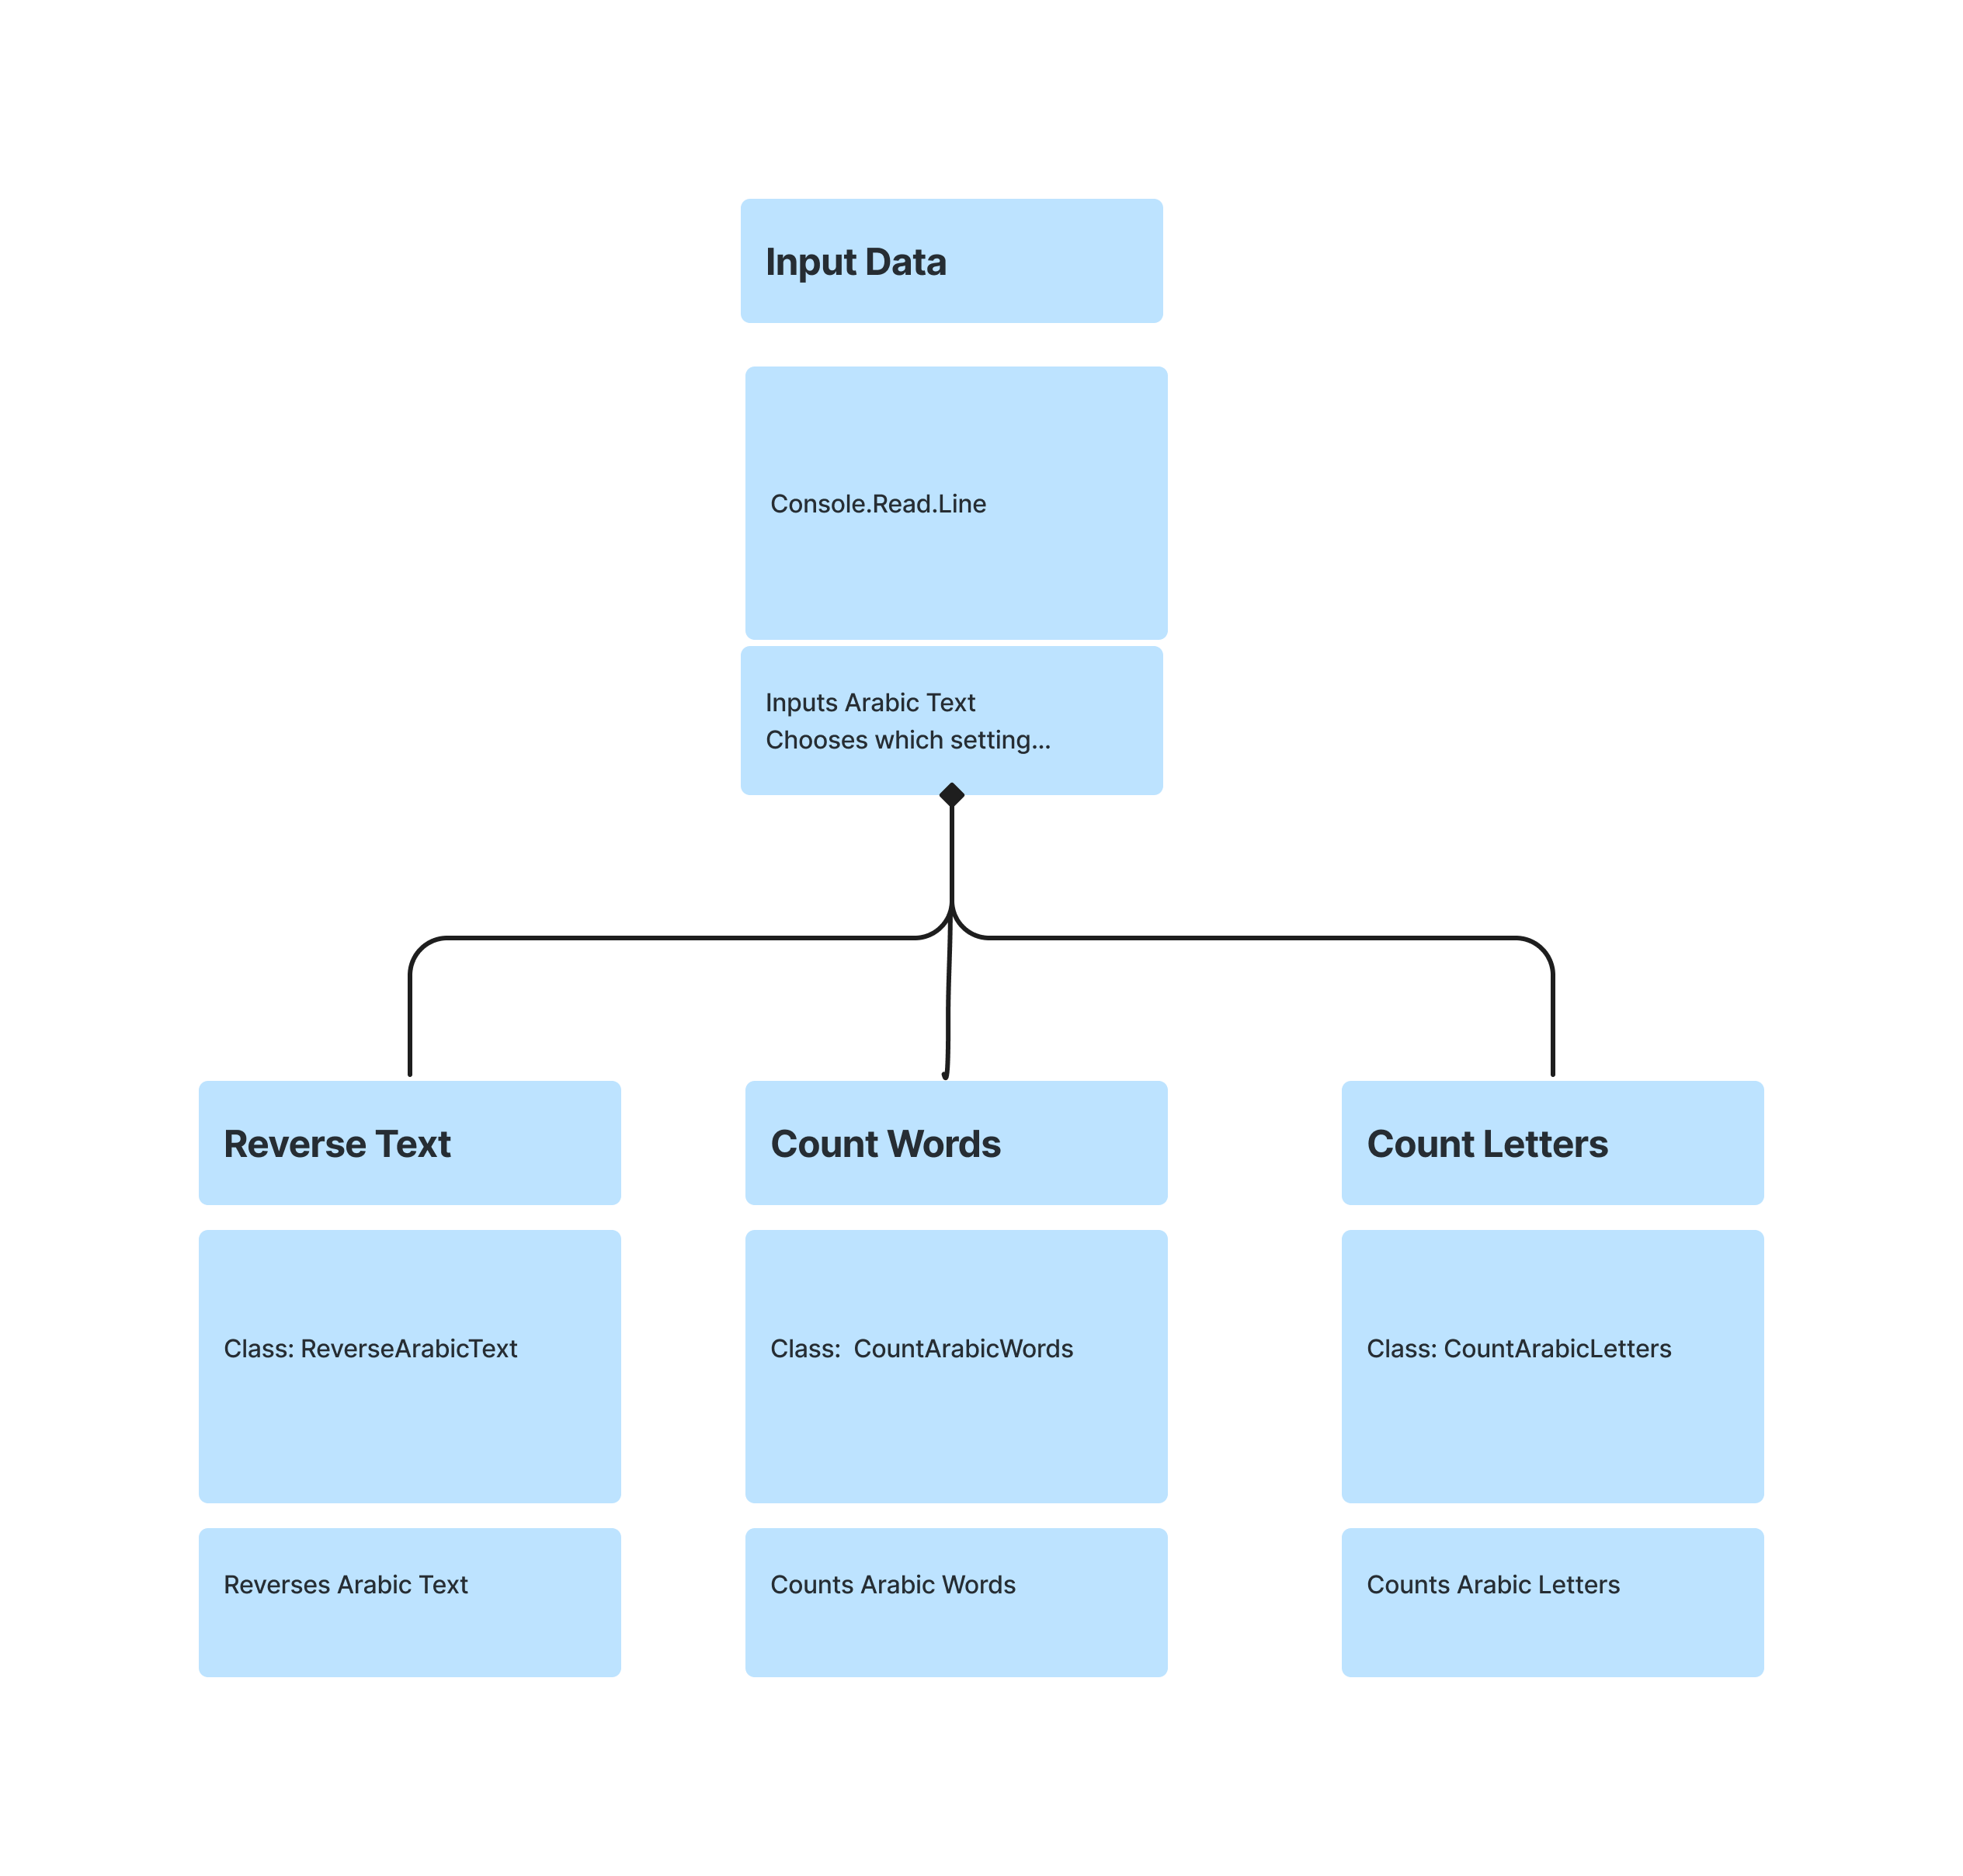 Input Data
Console.Read.Line
Inputs Arabic Text
Chooses which setting...
Reverse Text
Count Words
Count Letters
Class: ReverseArabicText
Class:  CountArabicWords
Class: CountArabicLetters
Reverses Arabic Text
Counts Arabic Words
Counts Arabic Letters